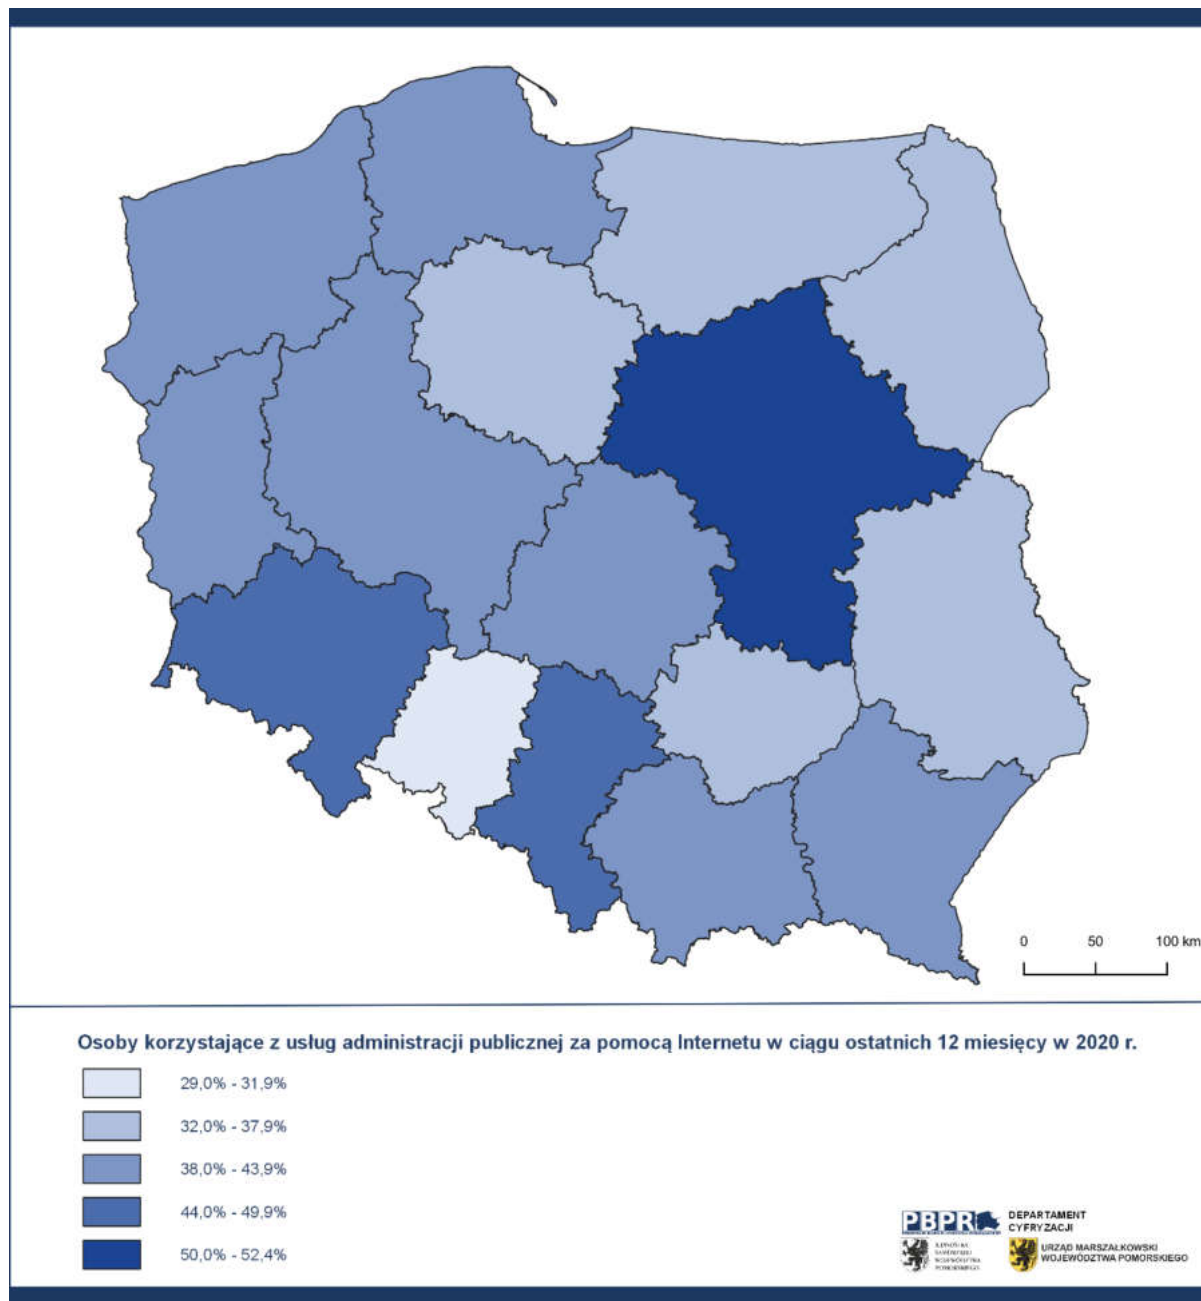 0 50 100 km
Osoby korzystające z usług administracji publicznej za pomocą Internetu w ciągu ostatnich 12 miesięcy w 2020 r.
29,0% - 31,9%
32,0% - 37,9%
38,0% - 43,9%
44,0% - 49,9%
50,0% - 52,4%
PBPR
DEPARTAMENT
CYFRYZACJI
URZĄD MARSZAŁKOWSKI
WOJEWÓDZTWA POMORSKIEGO